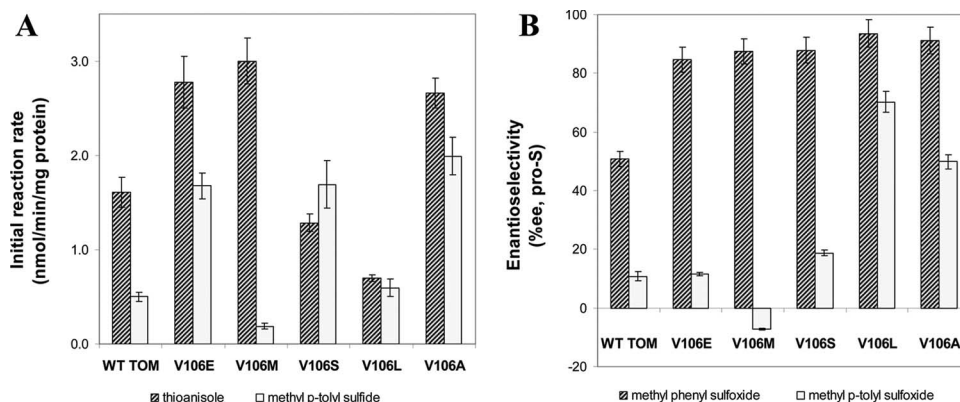 A
Initial reaction rate
(nmol/min/mg protein)
3.0
2.0
1.0
0.0
WT TOM V106E V106M V106S V106L V106A
thioanisole methyl p-tolyl sulfide
B
Enantioselectivity
(%ee, pro-S)
100
80
60
40
20
0
-20
WT TOM V106E V106M V106S V106L V106A
methyl phenyl sulfoxide methyl p-tolyl sulfoxide